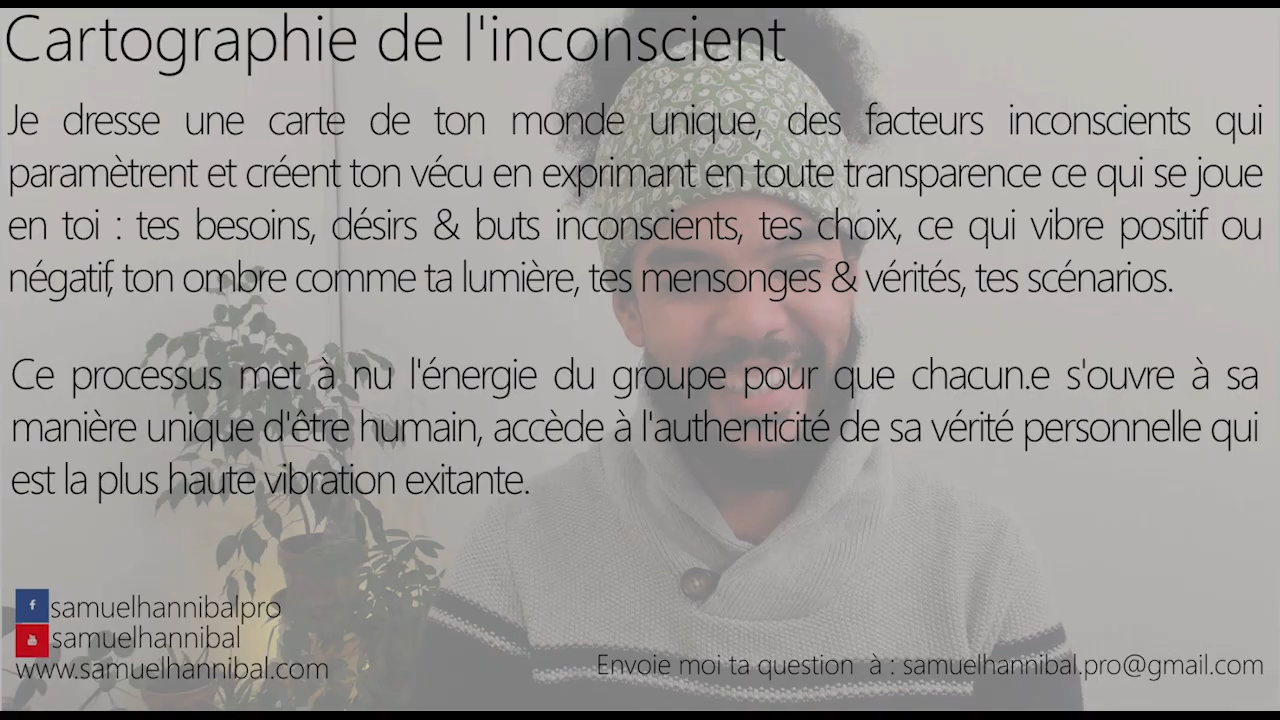 Cartographie de l'inconscient
Je dresse une carte de ton monde unique, des facteurs inconscients qui
paramètrent et créent ton vécu en exprimant en toute transparence ce qui se joue
en toi : tes besoins, désirs & buts inconscients, tes choix, ce qui vibre positif ou
négatif, ton ombre comme ta lumière, tes mensonges & vérités, tes scénarios.
Ce processus met à nu l'énergie du groupe pour que chacun.e s'ouvre à sa
manière unique d'être humain, accède à l'authenticité de sa vérité personnelle qui
est la plus haute vibration exitante.
samuelhannibalpro
samuelhannibal
www.samuelhannibal.com
Envoie moi ta question à : samuelhannibal.pro@gmail.com